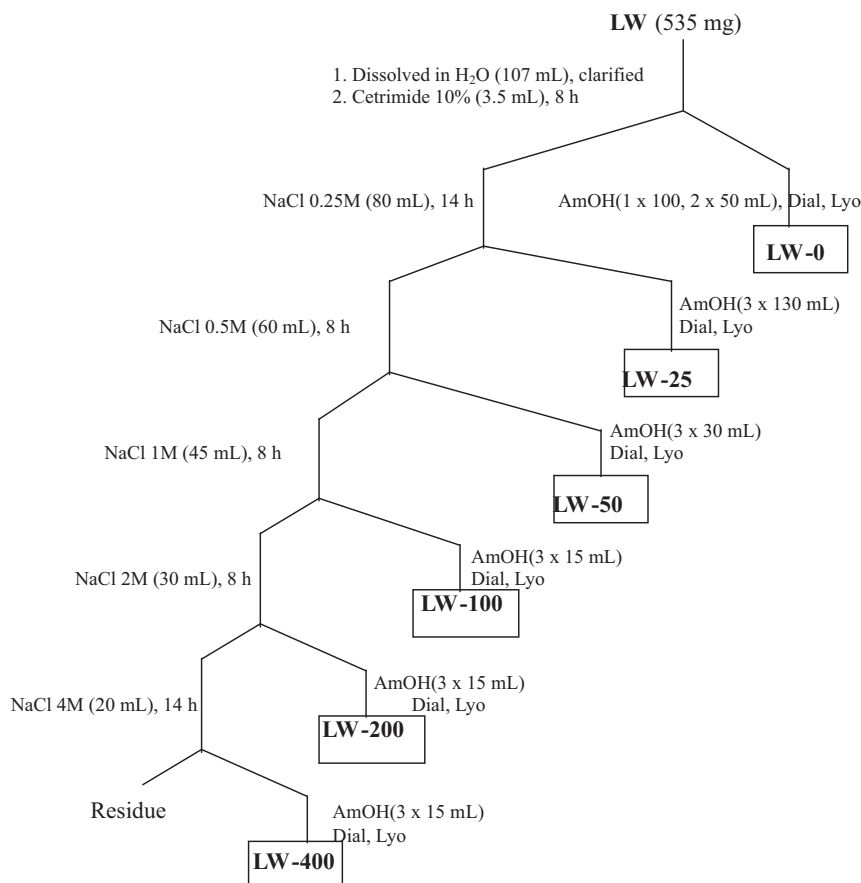 LW (535 mg)
1. Dissolved in H₂O (107 mL), clarified
2. Cetrimide 10% (3.5 mL), 8 h
NaCl 0.25M (80 mL), 14 h
AmOH(1 x 100, 2 x 50 mL), Dial, Lyo
LW-0
NaCl 0.5M (60 mL), 8 h
AmOH(3 x 130 mL)
Dial, Lyo
LW-25
NaCl 1M (45 mL), 8 h
AmOH(3 x 30 mL)
Dial, Lyo
LW-50
NaCl 2M (30 mL), 8 h
AmOH(3 x 15 mL)
Dial, Lyo
LW-100
NaCl 4M (20 mL), 14 h
AmOH(3 x 15 mL)
Dial, Lyo
LW-200
Residue
AmOH(3 x 15 mL)
Dial, Lyo
LW-400